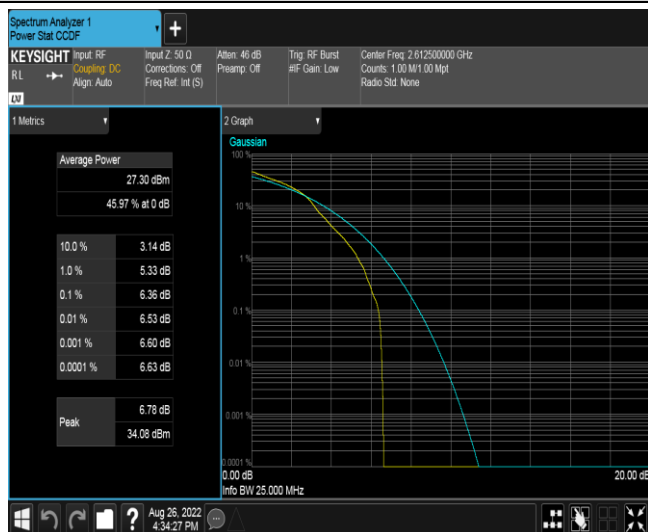 Spectrum Analyzer 1
Power Stat CCDF
+
KEYSIGHT Input: RF Input Z: 50 Ω Atten: 46 dB Trig: RF Burst Center Freq: 2.612500000 GHz
RL Coupling: DC Corrections: Off Preamp: Off #IF Gain: Low Counts: 1.00 M/1.00 Mpt
Align: Auto Freq Ref: Int (S) Radio Std: None
LXI
1 Metrics
Average Power
27.30 dBm
45.97 % at 0 dB
10.0 % 3.14 dB
1.0 % 5.33 dB
0.1 % 6.36 dB
0.01 % 6.53 dB
0.001 % 6.60 dB
0.0001 % 6.63 dB
Peak 6.78 dB
34.08 dBm
2 Graph
Gaussian
100 %
10 %
1 %
0.1 %
0.01 %
0.001 %
0.0001 %
0.00 dB 20.00 dB
Info BW 25.000 MHz
? Aug 26, 2022
4:34:27 PM